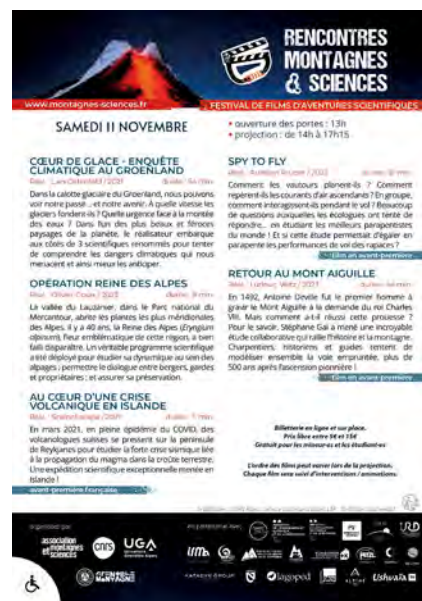 RENCONTRES
MONTAGNES
& SCIENCES
www.montagnes-sciences.fr
FESTIVAL DE FILMS D'AVENTURES SCIENTIFIQUES
SAMEDI 11 NOVEMBRE
• ouverture des portes : 13h
• projection : de 14h à 17h15
CŒUR DE GLACE - ENQUÊTE
CLIMATIQUE AU GROENLAND
Dans la calotte glaciaire du Groenland, nous pouvons
voir notre passé... et notre avenir. À quelle vitesse les
glaciers fondent-ils ? Quelle urgence face à la montée
des eaux ? Dans l'un des plus beaux et féroces
paysages de la planète, le réalisateur embarque
aux côtés de 3 scientifiques renommés pour tenter
de comprendre les dangers climatiques qui nous
menacent et ainsi mieux les anticiper.
OPÉRATION REINE DES ALPES
La vallée du Lauzanier, dans le Parc national du
Mercantour, abrite les plantes les plus méridionales
des Alpes. Il y a 40 ans, la Reine des Alpes (Eryngium
alpinum), fleur emblématique de cette région, a bien
failli disparaître. Un véritable programme scientifique
a été déployé pour étudier sa dynamique au sein des
alpages ; permettre le dialogue entre bergers, gardes
et propriétaires ; et assurer sa préservation.
AU CŒUR D'UNE CRISE
VOLCANIQUE EN ISLANDE
En mars 2021, en pleine épidémie du COVID, des
volcanologues suisses se pressent sur la péninsule
de Reykjanes pour étudier la forte crise sismique liée
à la propagation du magma dans la croûte terrestre.
Une expédition scientifique exceptionnelle menée en
Islande !
avant-première française
SPY TO FLY
Comment les vautours planent-ils ? Comment
repèrent-ils les courants d'air ascendants ? En groupe,
comment interagissent-ils pendant le vol ? Beaucoup
de questions auxquelles les écologues ont tenté de
répondre... en étudiant les meilleurs parapentistes
du monde ! Et si cette étude permettait d'égaler en
parapente les performances de vol des rapaces ?
film en avant-première
RETOUR AU MONT AIGUILLE
En 1492, Antoine Deville fut le premier homme à
gravir le Mont Aiguille à la demande du roi Charles
VIII. Mais comment a-t-il réussi cette prouesse ?
Pour le savoir, Stéphane Gal a mené une incroyable
étude collaborative qui rallie l'histoire et la montagne.
Charpentiers, historiens et guides tentent de
modéliser ensemble la voie empruntée, plus de
500 ans après l'ascension pionnière !
film en avant-première
Billetterie en ligne et sur place.
Prix libre entre 5€ et 15€
Gratuit pour les mineur·es et les étudiant·es
L'ordre des films peut varier lors de la projection.
Chaque film sera suivi d'interventions / animations.
association
montagnes
et sciences
cnrs
UGA
GRENOBLE
MONTAGNE
lagoped
ALPINE
Ushuaïa